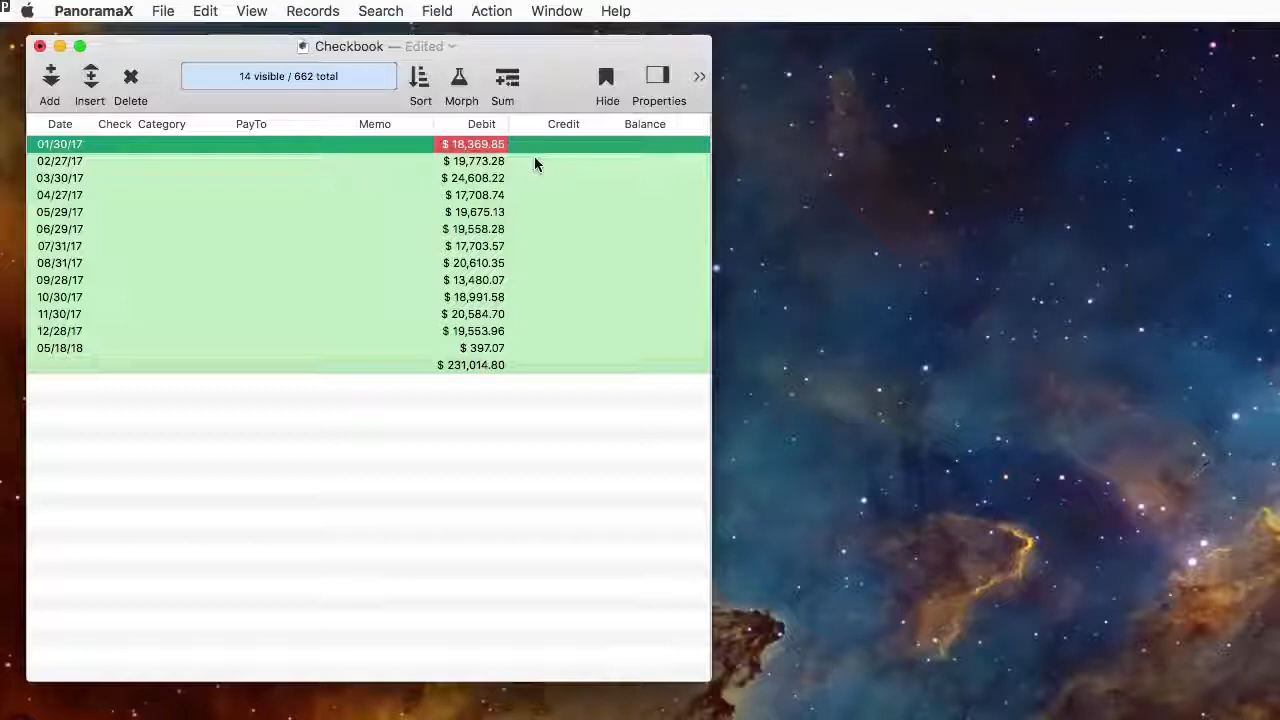 PanoramaX File Edit View Records Search Field Action Window Help
Checkbook — Edited
14 visible / 662 total
Add Insert Delete Sort Morph Sum Hide Properties
Date Check Category PayTo Memo Debit Credit Balance
01/30/17 $ 18,369.85
02/27/17 $ 19,773.28
03/30/17 $ 24,608.22
04/27/17 $ 17,708.74
05/29/17 $ 19,675.13
06/29/17 $ 19,558.28
07/31/17 $ 17,703.57
08/31/17 $ 20,610.35
09/28/17 $ 13,480.07
10/30/17 $ 18,991.58
11/30/17 $ 20,584.70
12/28/17 $ 19,553.96
05/18/18 $ 397.07
$ 231,014.80